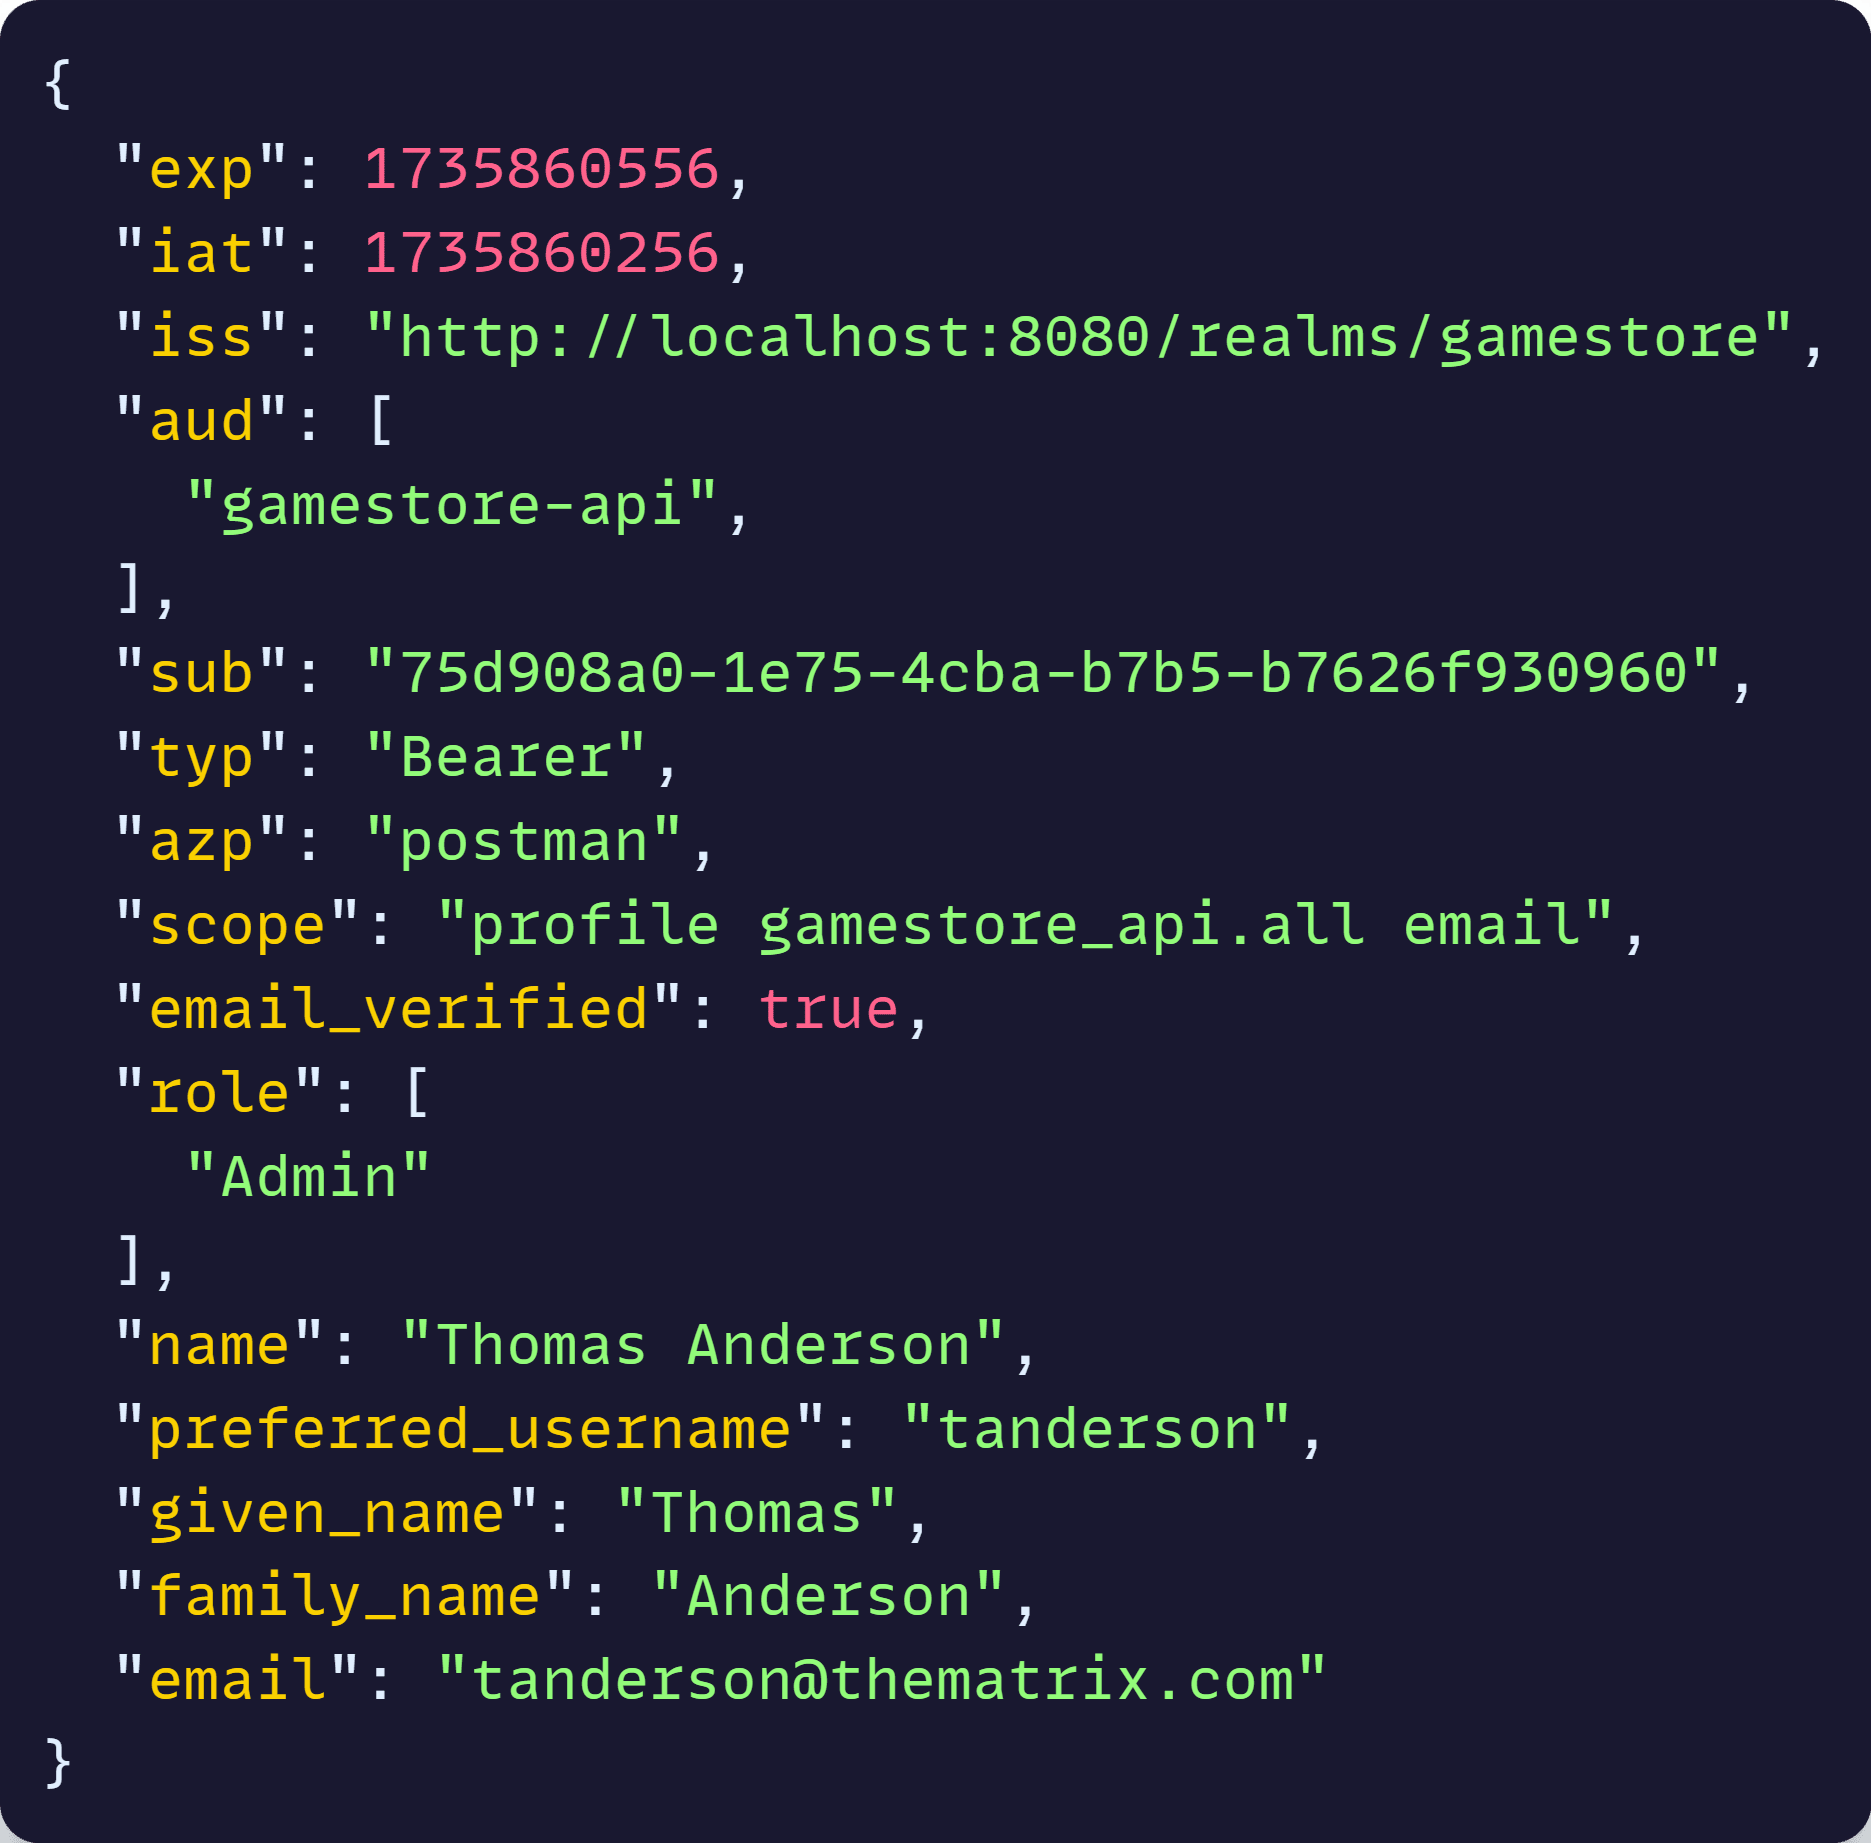 {
  "exp": 1735860556,
  "iat": 1735860256,
  "iss": "http://localhost:8080/realms/gamestore",
  "aud": [
    "gamestore-api",
  ],
  "sub": "75d908a0-1e75-4cba-b7b5-b7626f930960",
  "typ": "Bearer",
  "azp": "postman",
  "scope": "profile gamestore_api.all email",
  "email_verified": true,
  "role": [
    "Admin"
  ],
  "name": "Thomas Anderson",
  "preferred_username": "tanderson",
  "given_name": "Thomas",
  "family_name": "Anderson",
  "email": "tanderson@thematrix.com"
}